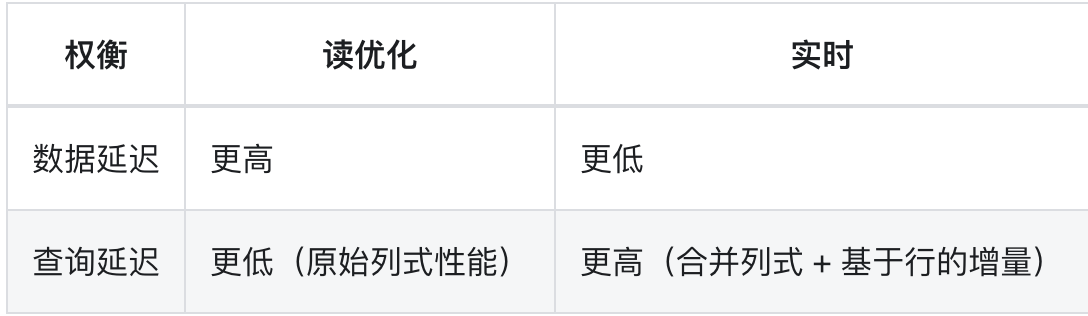 权衡 读优化 实时
数据延迟 更高 更低
查询延迟 更低（原始列式性能） 更高（合并列式 + 基于行的增量）